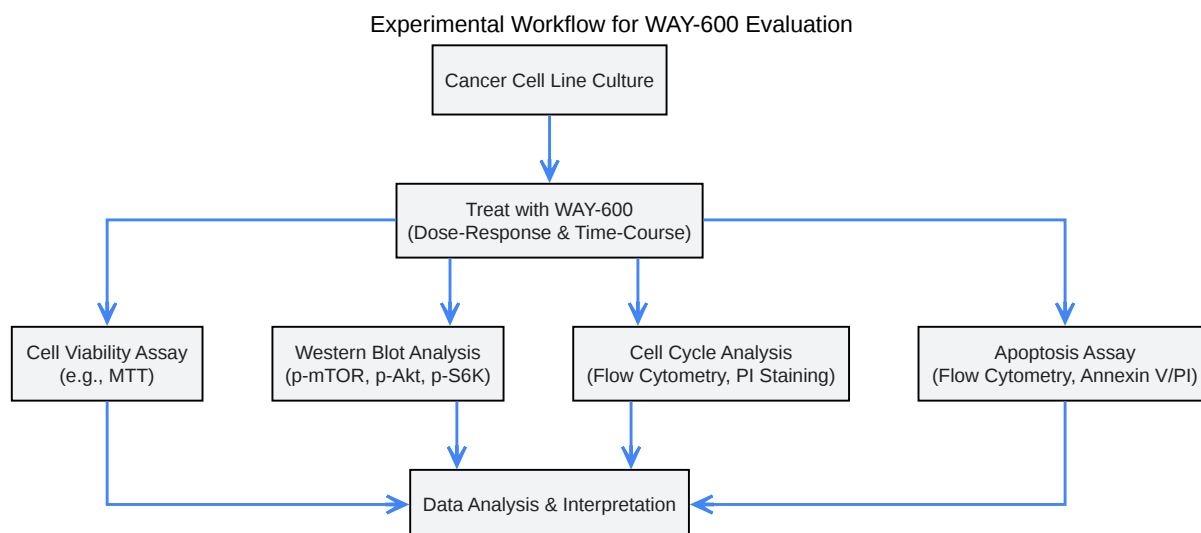 Experimental Workflow for WAY-600 Evaluation
Cancer Cell Line Culture
Treat with WAY-600
(Dose-Response & Time-Course)
Cell Viability Assay
(e.g., MTT)
Western Blot Analysis
(p-mTOR, p-Akt, p-S6K)
Cell Cycle Analysis
(Flow Cytometry, PI Staining)
Apoptosis Assay
(Flow Cytometry, Annexin V/PI)
Data Analysis & Interpretation